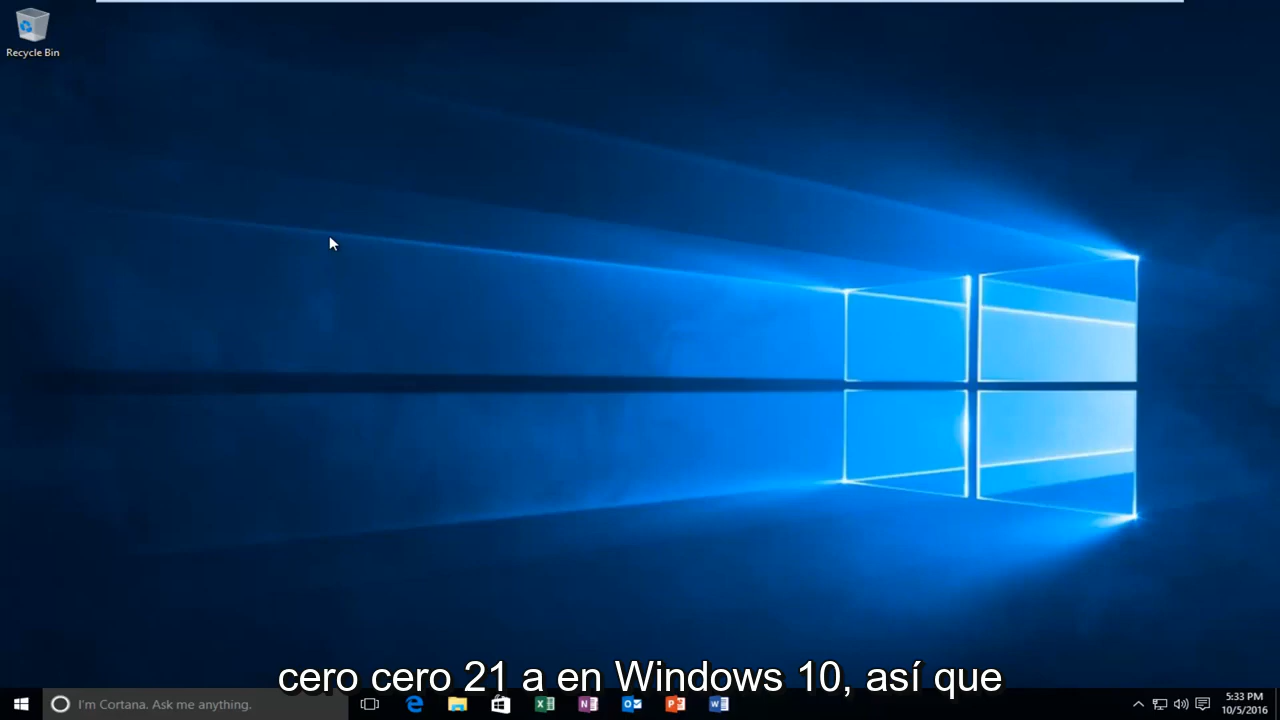 Recycle Bin
cero cero 21 a en Windows 10, así que
I'm Cortana. Ask me anything.
5:33 PM
10/5/2016